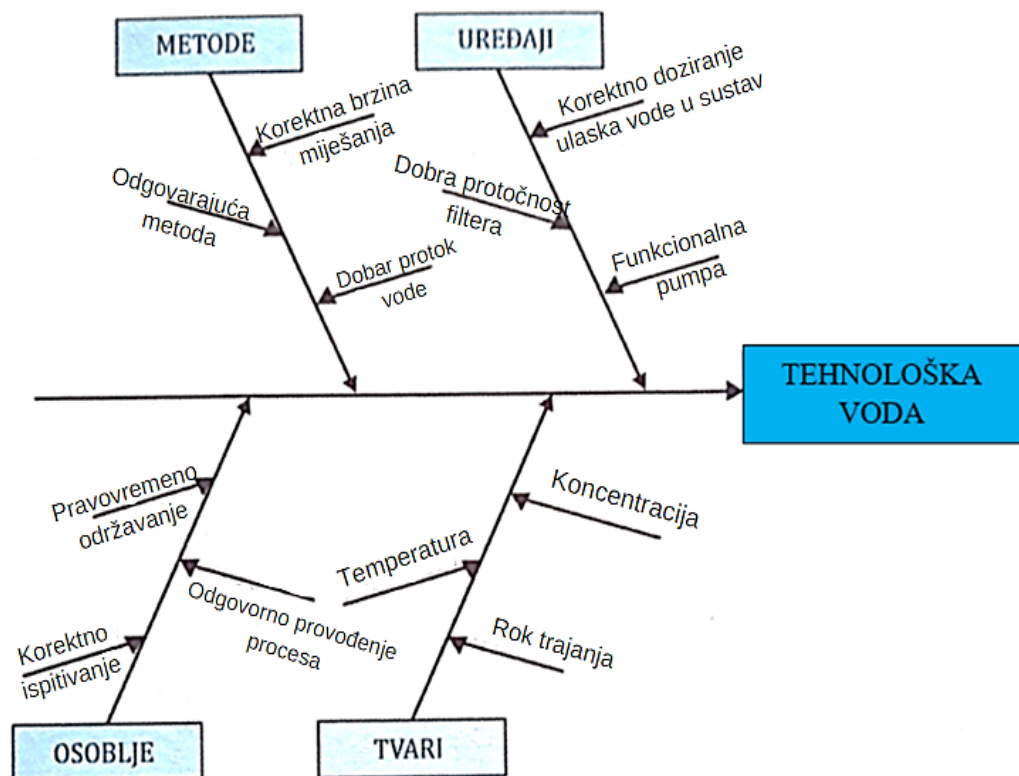 METODE
UREĐAJI
Korektna brzina
miješanja
Odgovarajuća
metoda
Dobar protok
vode
Korektno doziranje
ulaska vode u sustav
Dobra protočnost
filtera
Funkcionalna
pumpa
TEHNOLOŠKA
VODA
Pravovremeno
održavanje
Odgovorno provođenje
procesa
Korektno
ispitivanje
Koncentracija
Temperatura
Rok trajanja
OSOBLJE
TVARI